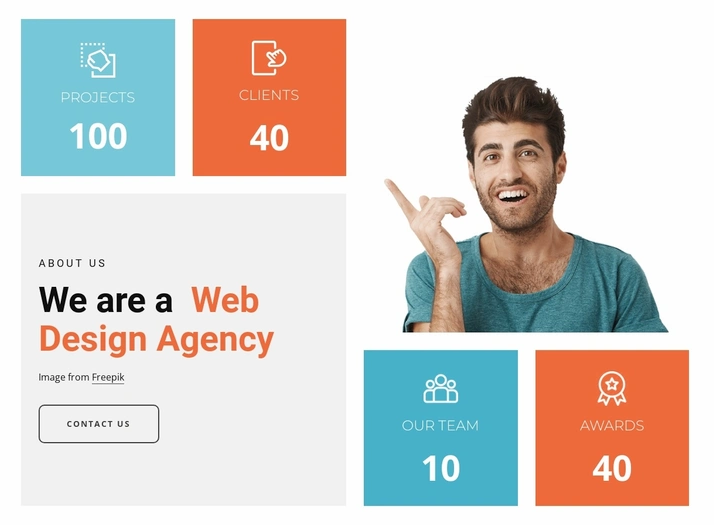 PROJECTS
100
CLIENTS
40
ABOUT US
We are a Web
Design Agency
Image from Freepik
CONTACT US
OUR TEAM
10
AWARDS
40